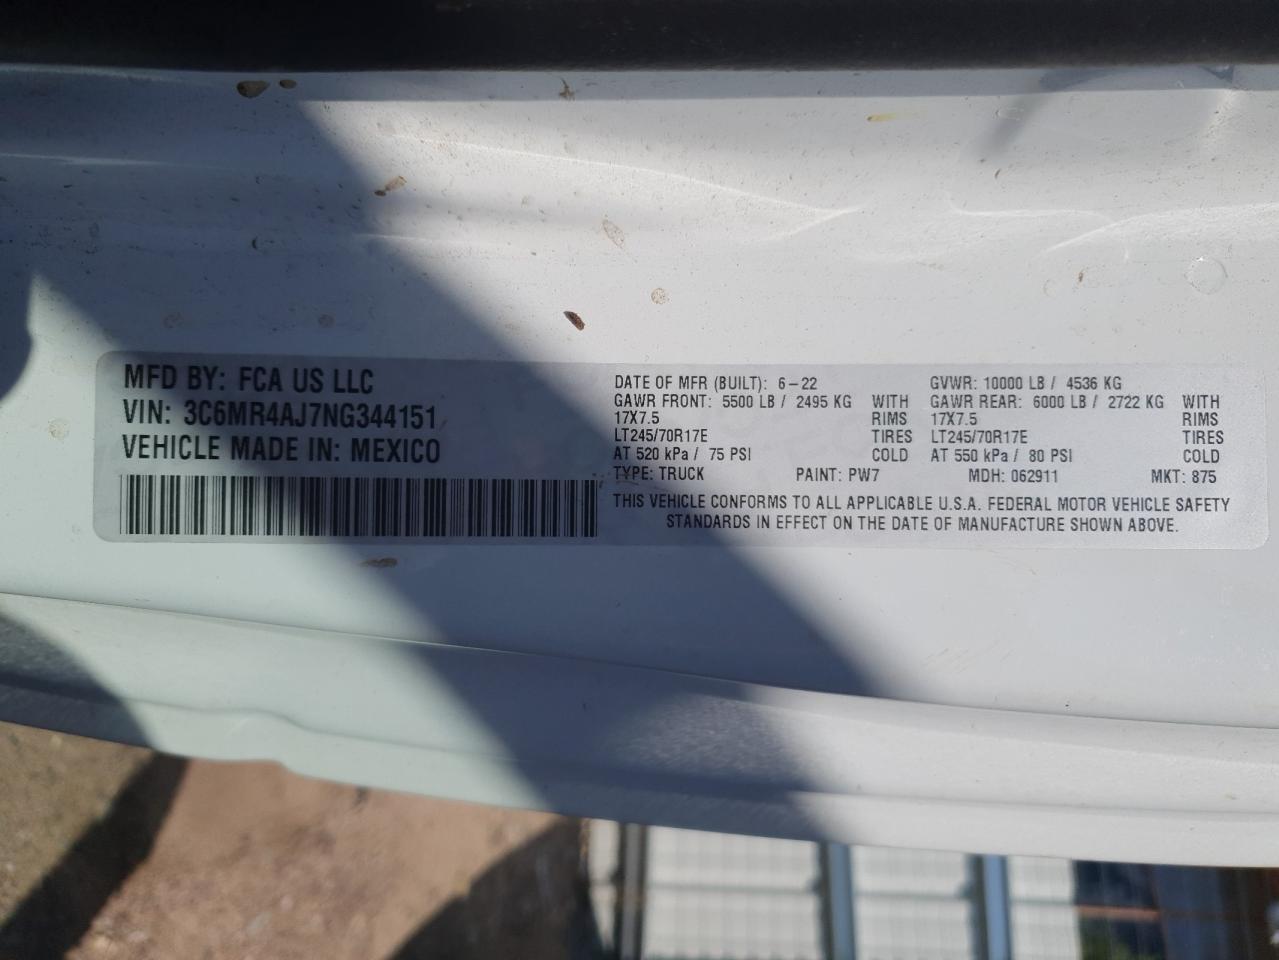 MFD BY: FCA US LLC
VIN: 3C6MR4AJ7NG344151
VEHICLE MADE IN: MEXICO
DATE OF MFR (BUILT): 6-22 GVWR: 10000 LB / 4536 KG
GAWR FRONT: 5500 LB / 2495 KG WITH GAWR REAR: 6000 LB / 2722 KG WITH
17X7.5 RIMS 17X7.5 RIMS
LT245/70R17E TIRES LT245/70R17E TIRES
AT 520 kPa / 75 PSI COLD AT 550 kPa / 80 PSI COLD
TYPE: TRUCK PAINT: PW7 MDH: 062911 MKT: 875
THIS VEHICLE CONFORMS TO ALL APPLICABLE U.S.A. FEDERAL MOTOR VEHICLE SAFETY
STANDARDS IN EFFECT ON THE DATE OF MANUFACTURE SHOWN ABOVE.